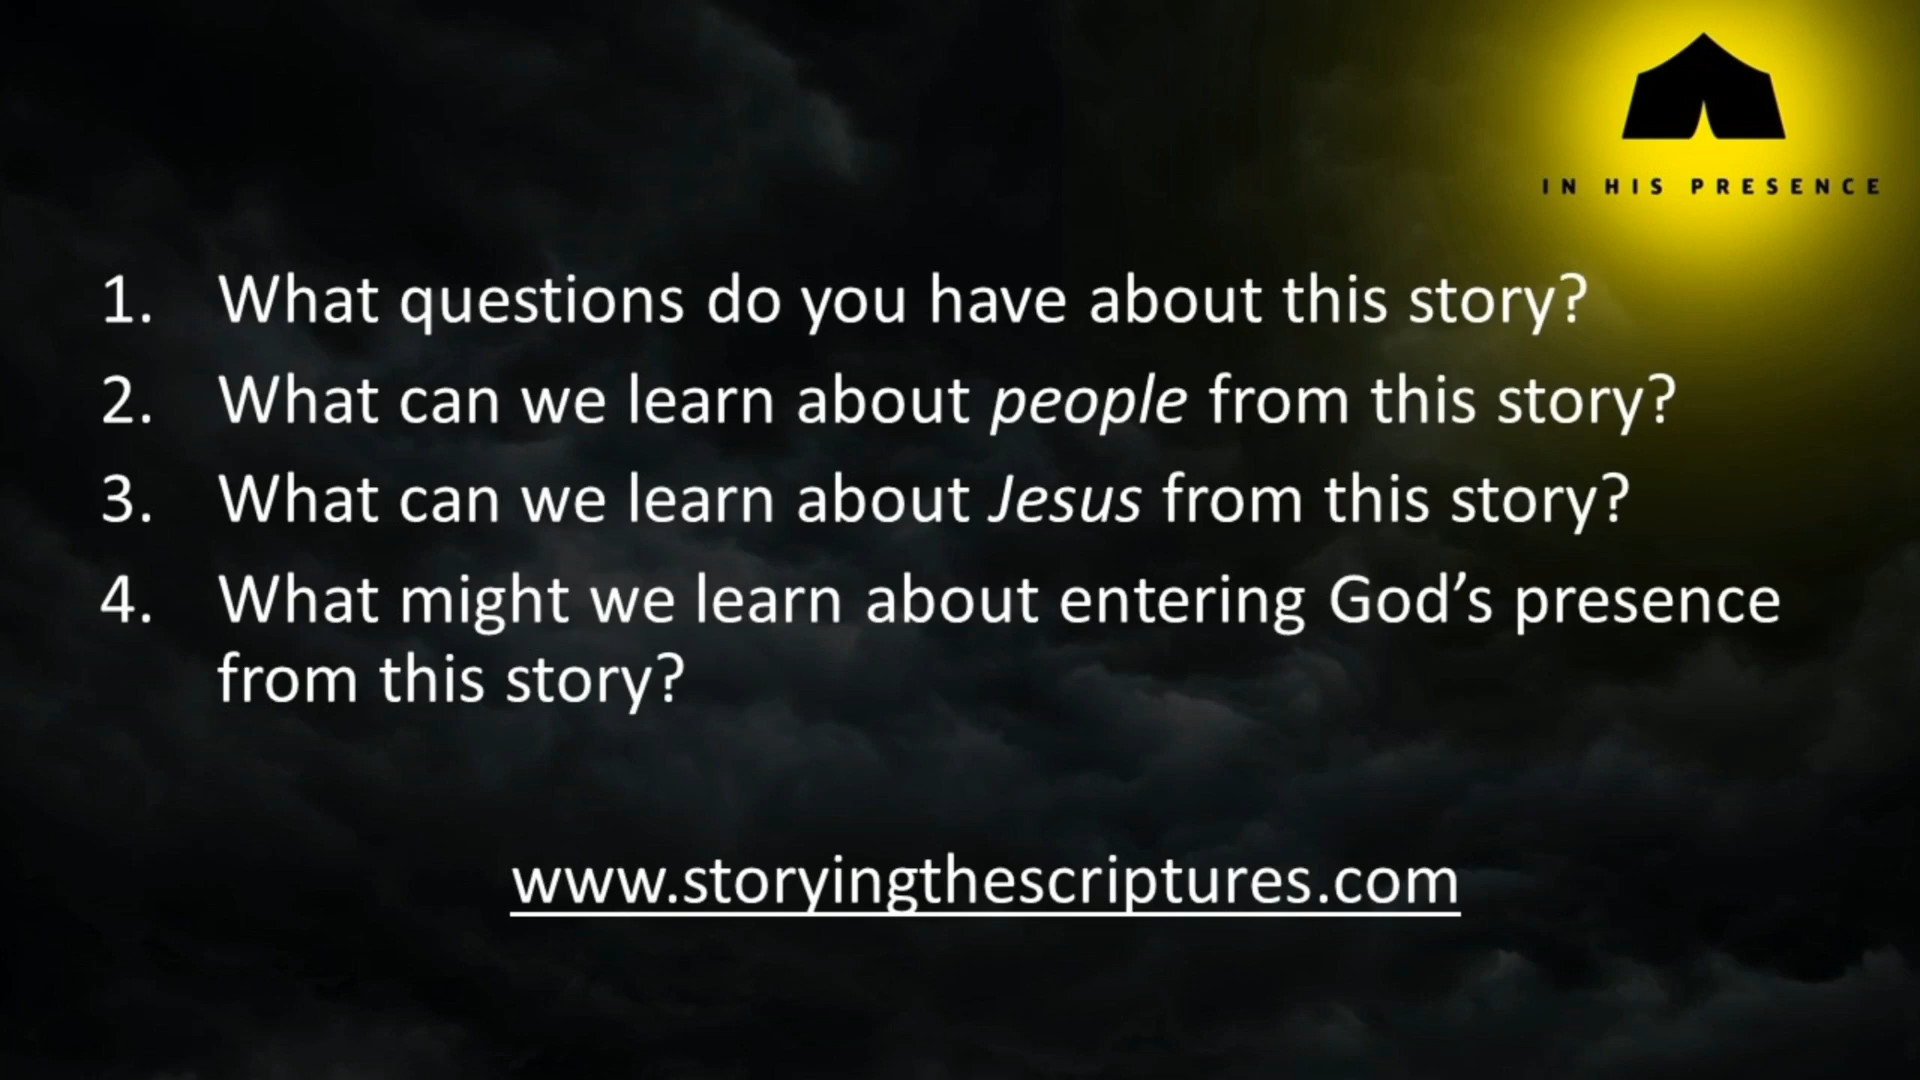 IN HIS PRESENCE
1. What questions do you have about this story?
2. What can we learn about people from this story?
3. What can we learn about Jesus from this story?
4. What might we learn about entering God’s presence
from this story?
www.storyingthescriptures.com